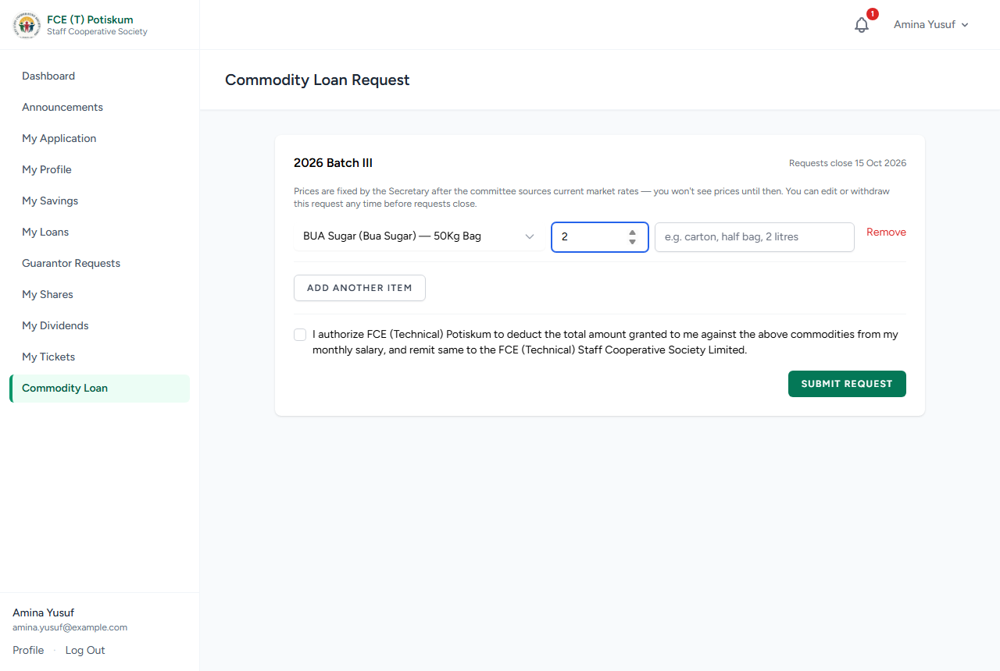 FCE (T) Potiskum
Staff Cooperative Society
1
Amina Yusuf
Dashboard
Announcements
My Application
My Profile
My Savings
My Loans
Guarantor Requests
My Shares
My Dividends
My Tickets
Commodity Loan
Amina Yusuf
amina.yusuf@example.com
Profile · Log Out
Commodity Loan Request
2026 Batch III
Requests close 15 Oct 2026
Prices are fixed by the Secretary after the committee sources current market rates — you won't see prices until then. You can edit or withdraw
this request any time before requests close.
BUA Sugar (Bua Sugar) — 50Kg Bag
2
e.g. carton, half bag, 2 litres
Remove
ADD ANOTHER ITEM
I authorize FCE (Technical) Potiskum to deduct the total amount granted to me against the above commodities from my
monthly salary, and remit same to the FCE (Technical) Staff Cooperative Society Limited.
SUBMIT REQUEST